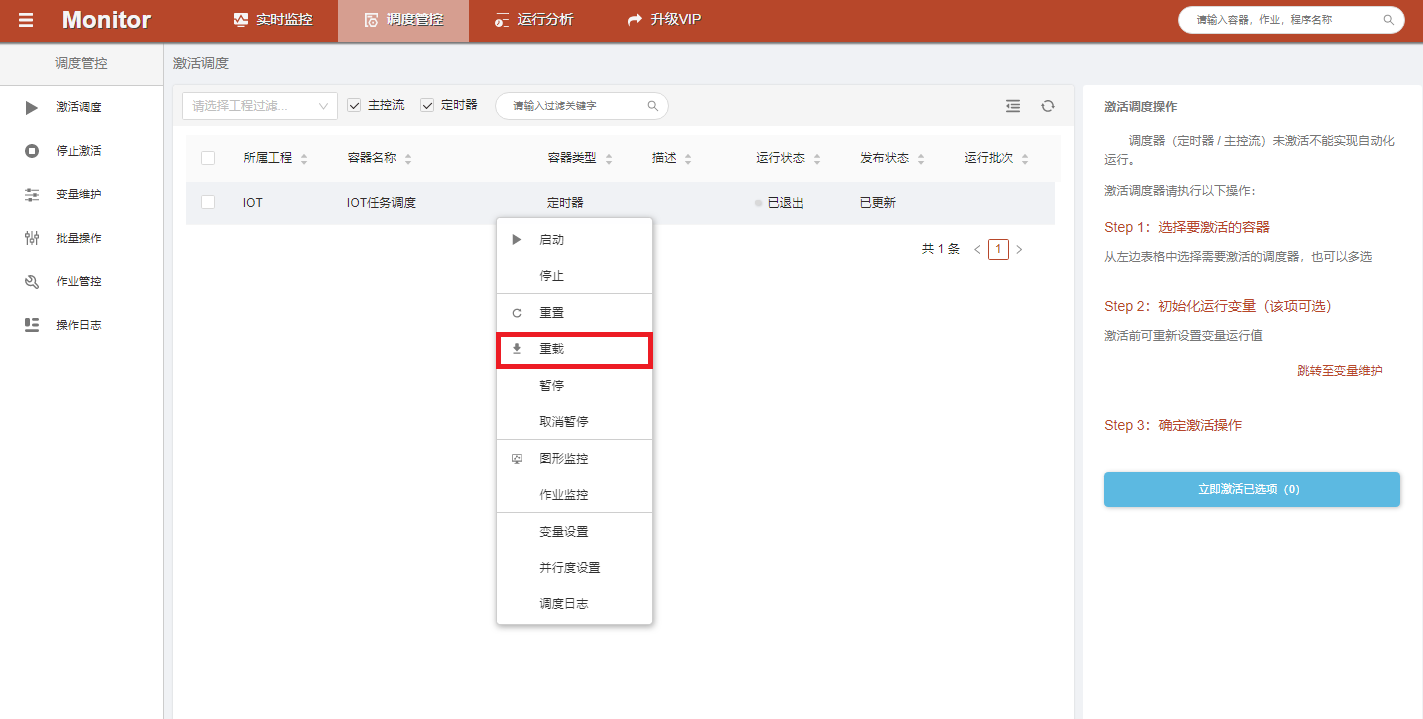 Monitor
实时监控
调度管控
运行分析
升级VIP
请输入容器，作业，程序名称
调度管控
激活调度
停止激活
变量维护
批量操作
作业管控
操作日志
激活调度
请选择工程过滤...
主控流
定时器
请输入过滤关键字
所属工程
容器名称
容器类型
描述
运行状态
发布状态
运行批次
IOT
IOT任务调度
定时器
已退出
已更新
共 1 条
1
启动
停止
重置
重载
暂停
取消暂停
图形监控
作业监控
变量设置
并行度设置
调度日志
激活调度操作
调度器（定时器 / 主控流）未激活不能实现自动化
运行。
激活调度器请执行以下操作：
Step 1：选择要激活的容器
从左边表格中选择需要激活的调度器，也可以多选
Step 2：初始化运行变量（该项可选）
激活前可重新设置变量运行值
跳转至变量维护
Step 3：确定激活操作
立即激活已选项（0）